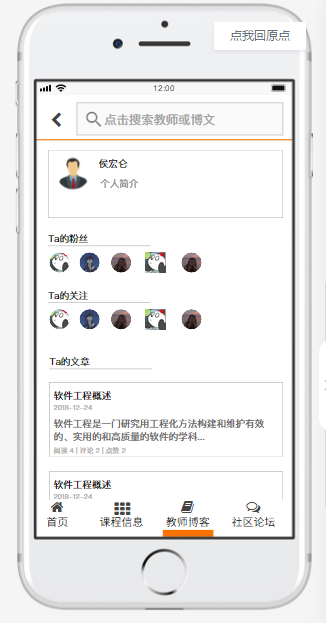 点我回原点
12:00
点击搜索教师或博文
侯宏仑
个人简介
Ta的粉丝
Ta的关注
Ta的文章
软件工程概述
2018-12-24
软件工程是一门研究用工程化方法构建和维护有效
的、实用的和高质量的软件的学科...
阅读 4 | 评论 2 | 点赞 2
软件工程概述
2018-12-24
首页 课程信息 教师博客 社区论坛